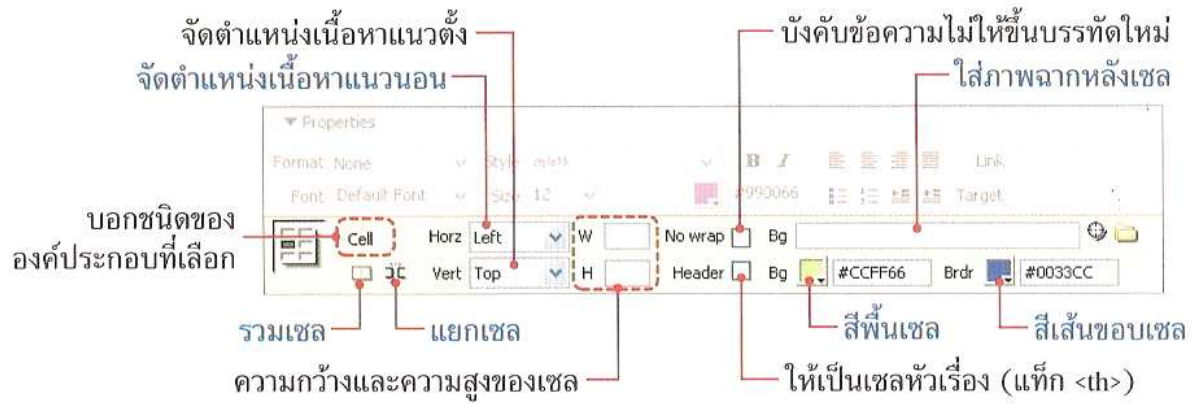 จัดตำแหน่งเนื้อหาแนวตั้ง
บังคับข้อความไม่ให้ขึ้นบรรทัดใหม่
จัดตำแหน่งเนื้อหาแนวนอน
ใส่ภาพฉากหลังเซล
Properties
Format None Style B I Link
Font Default Font Size 12 #990066 Target
บอกชนิดของ
องค์ประกอบที่เลือก
Cell Horz Left W No wrap Bg
Vert Top H Header Bg #CCFF66 Brdr #0033CC
รวมเซล
แยกเซล
สีพื้นเซล
สีเส้นขอบเซล
ความกว้างและความสูงของเซล
ให้เป็นเซลหัวเรื่อง (แท็ก <th>)